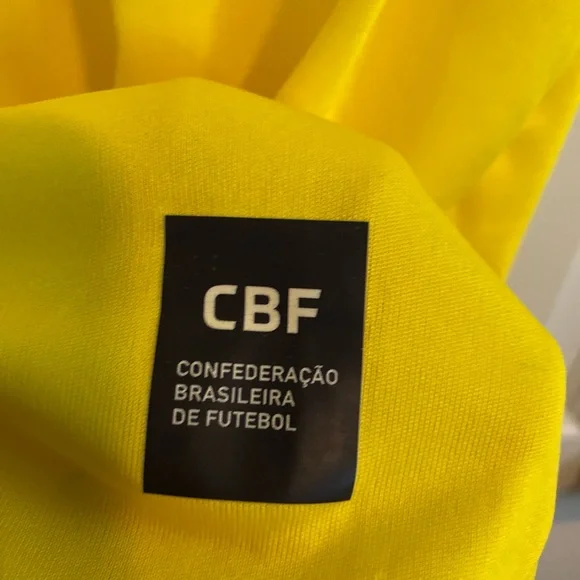 CBF
CONFEDERAÇÃO
BRASILEIRA
DE FUTEBOL